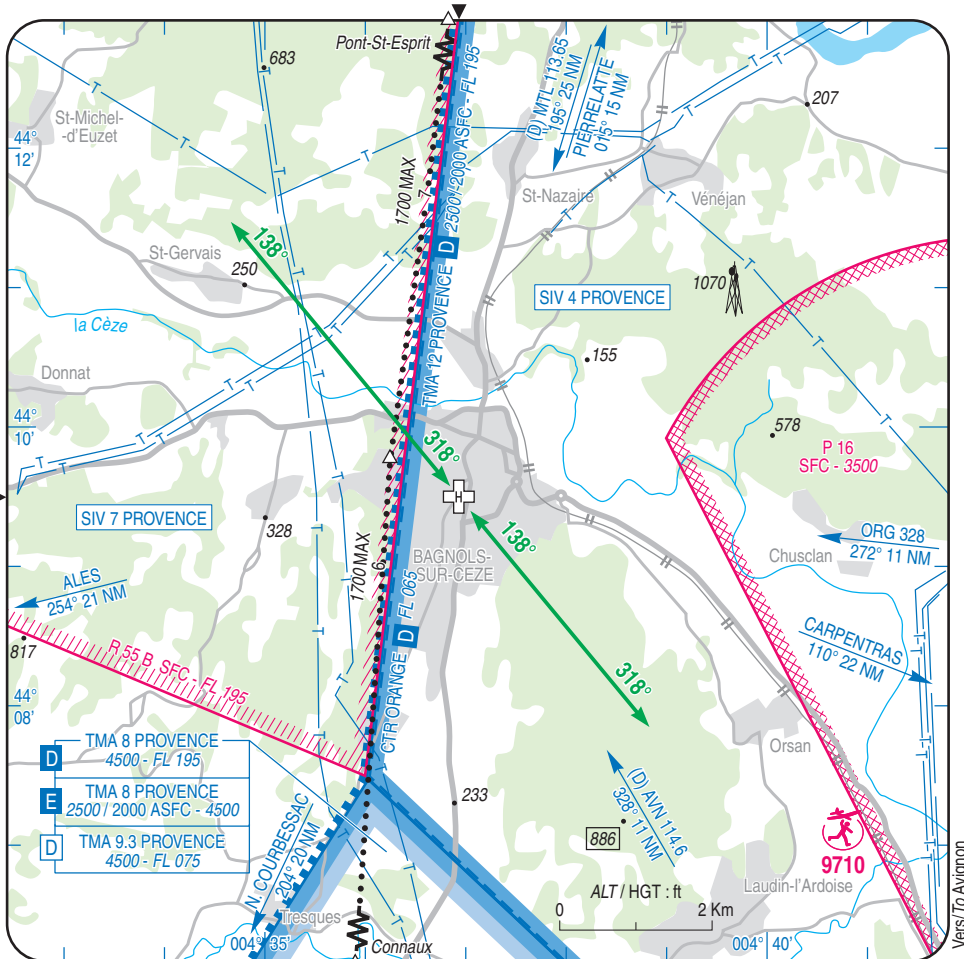 Pont-St-Esprit
683
St-Michel-
-d'Euzet
44°
12'
(D) MTL 113.65
195° 25 NM
PIERRELATTE
015° 15 NM
207
1700 MAX
7
2500 / 2000 ASFC - FL 195
D
TMA 12 PROVENCE
St-Nazaire
Vénéjan
138°
St-Gervais
250
SIV 4 PROVENCE
1070
la Cèze
155
Donnat
44°
10'
318°
578
P 16
SFC - 3500
H
SIV 7 PROVENCE
328
138°
BAGNOLS-
SUR-CEZE
ORG 328
272° 11 NM
Chusclan
1700 MAX
6
ALES
254° 21 NM
CTR ORANGE D FL 065
CARPENTRAS
110° 22 NM
817
R 55 B SFC - FL 195
318°
44°
08'
Orsan
D
TMA 8 PROVENCE
4500 - FL 195
E
TMA 8 PROVENCE
2500 / 2000 ASFC - 4500
D
TMA 9.3 PROVENCE
4500 - FL 075
233
(D) AVN 114.6
328° 11 NM
886
9710
N. COURBESSAC
204° 20 NM
ALT / HGT : ft
0 2 Km
Laudin-l'Ardoise
Tresques
Connaux
004° 35'
004° 40'
Vers/To Avignon